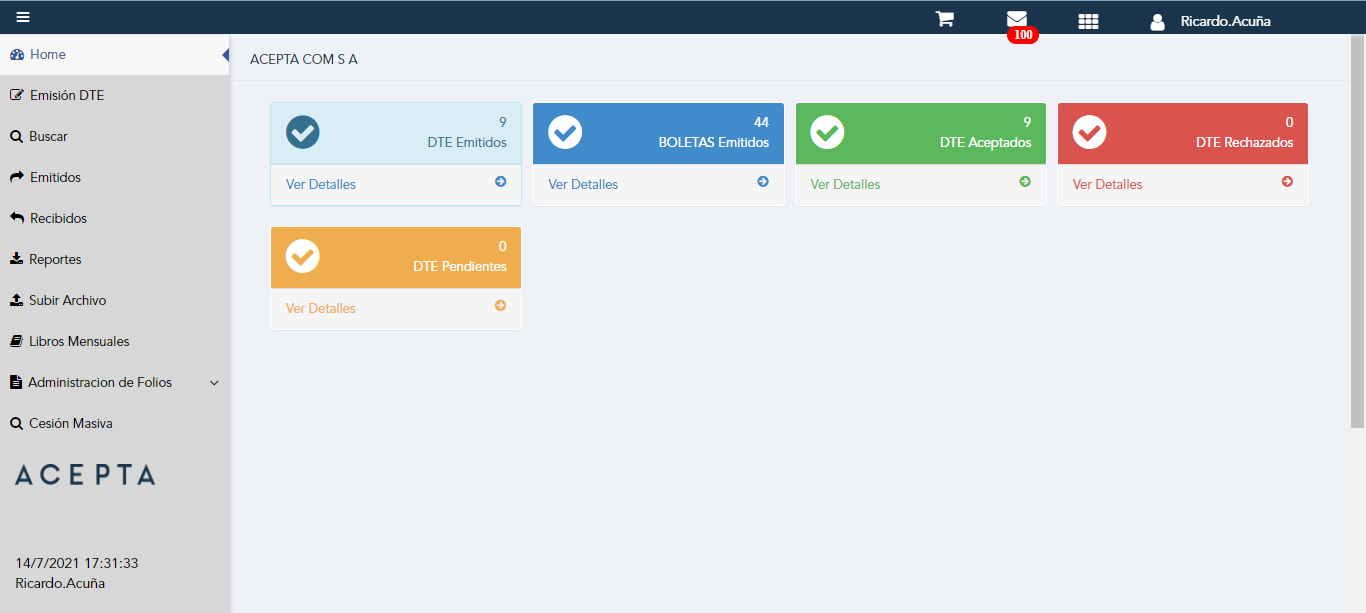 100
Ricardo.Acuña
Home
Emisión DTE
Buscar
Emitidos
Recibidos
Reportes
Subir Archivo
Libros Mensuales
Administracion de Folios
Cesión Masiva
ACEPTA
14/7/2021 17:31:33
Ricardo.Acuña
ACEPTA COM S A
9
DTE Emitidos
Ver Detalles
44
BOLETAS Emitidos
Ver Detalles
9
DTE Aceptados
Ver Detalles
0
DTE Rechazados
Ver Detalles
0
DTE Pendientes
Ver Detalles